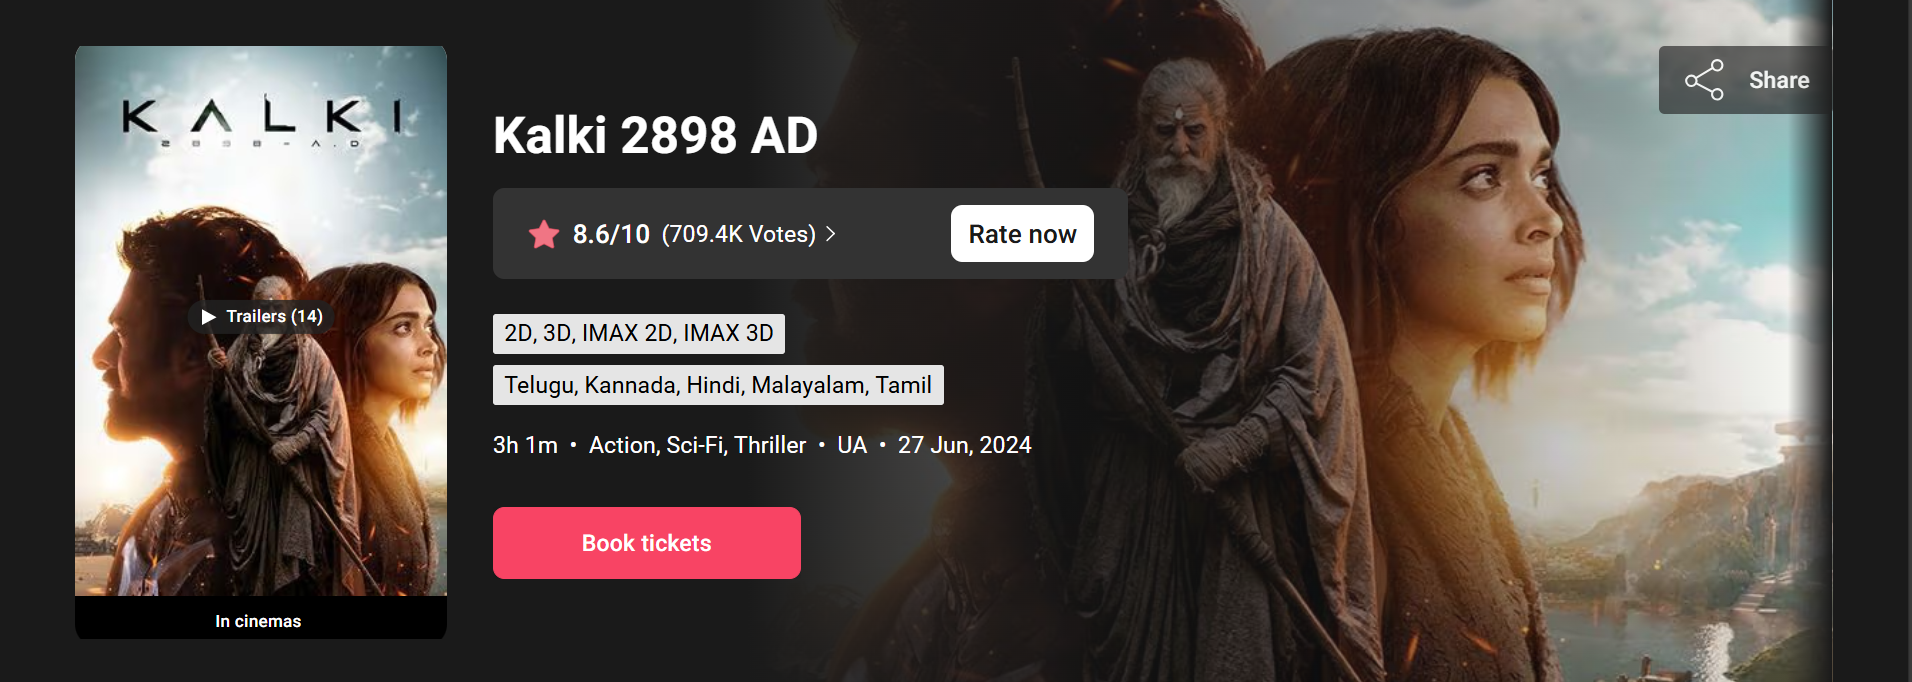 KALKI
2898-A.D
Trailers (14)
In cinemas
Kalki 2898 AD
8.6/10 (709.4K Votes)
Rate now
2D, 3D, IMAX 2D, IMAX 3D
Telugu, Kannada, Hindi, Malayalam, Tamil
3h 1m • Action, Sci-Fi, Thriller • UA • 27 Jun, 2024
Book tickets
Share